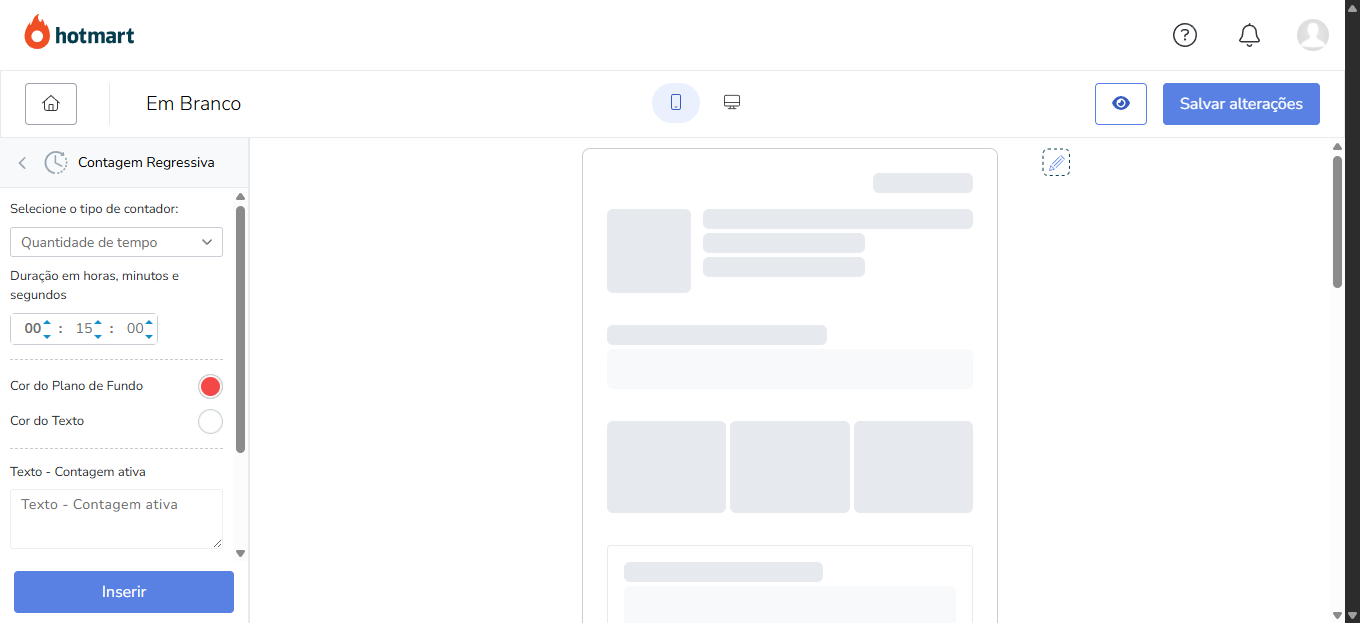 hotmart
Em Branco
Salvar alterações
Contagem Regressiva
Selecione o tipo de contador:
Quantidade de tempo
Duração em horas, minutos e
segundos
00 : 15 : 00
Cor do Plano de Fundo
Cor do Texto
Texto - Contagem ativa
Texto - Contagem ativa
Inserir